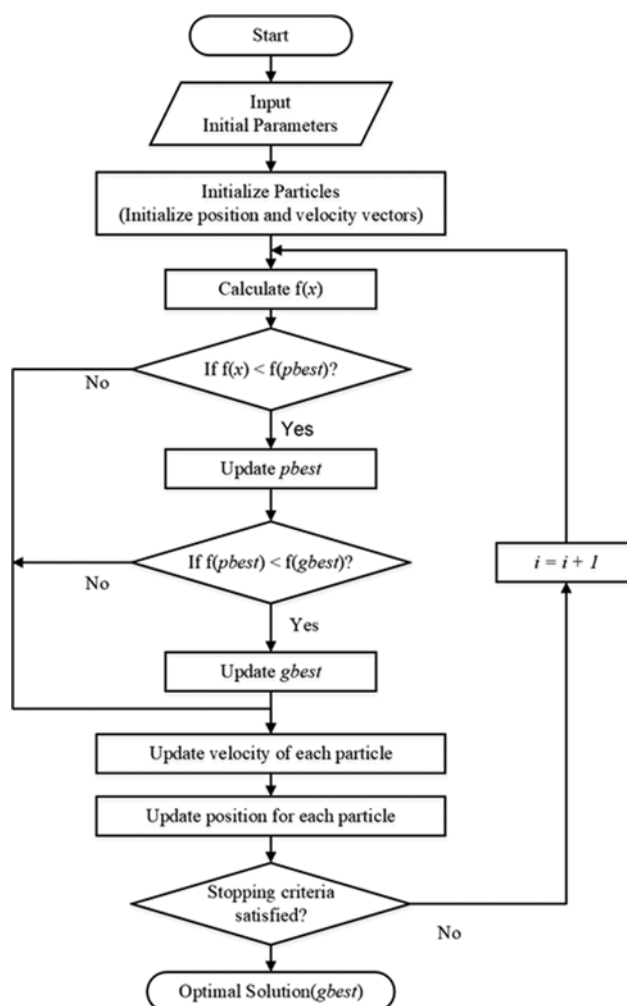 Start
Input
Initial Parameters
Initialize Particles
(Initialize position and velocity vectors)
Calculate f(x)
If f(x) < f(pbest)?
No
Yes
Update pbest
If f(pbest) < f(gbest)?
i = i + 1
No
Yes
Update gbest
Update velocity of each particle
Update position for each particle
Stopping criteria
satisfied?
No
Optimal Solution(gbest)